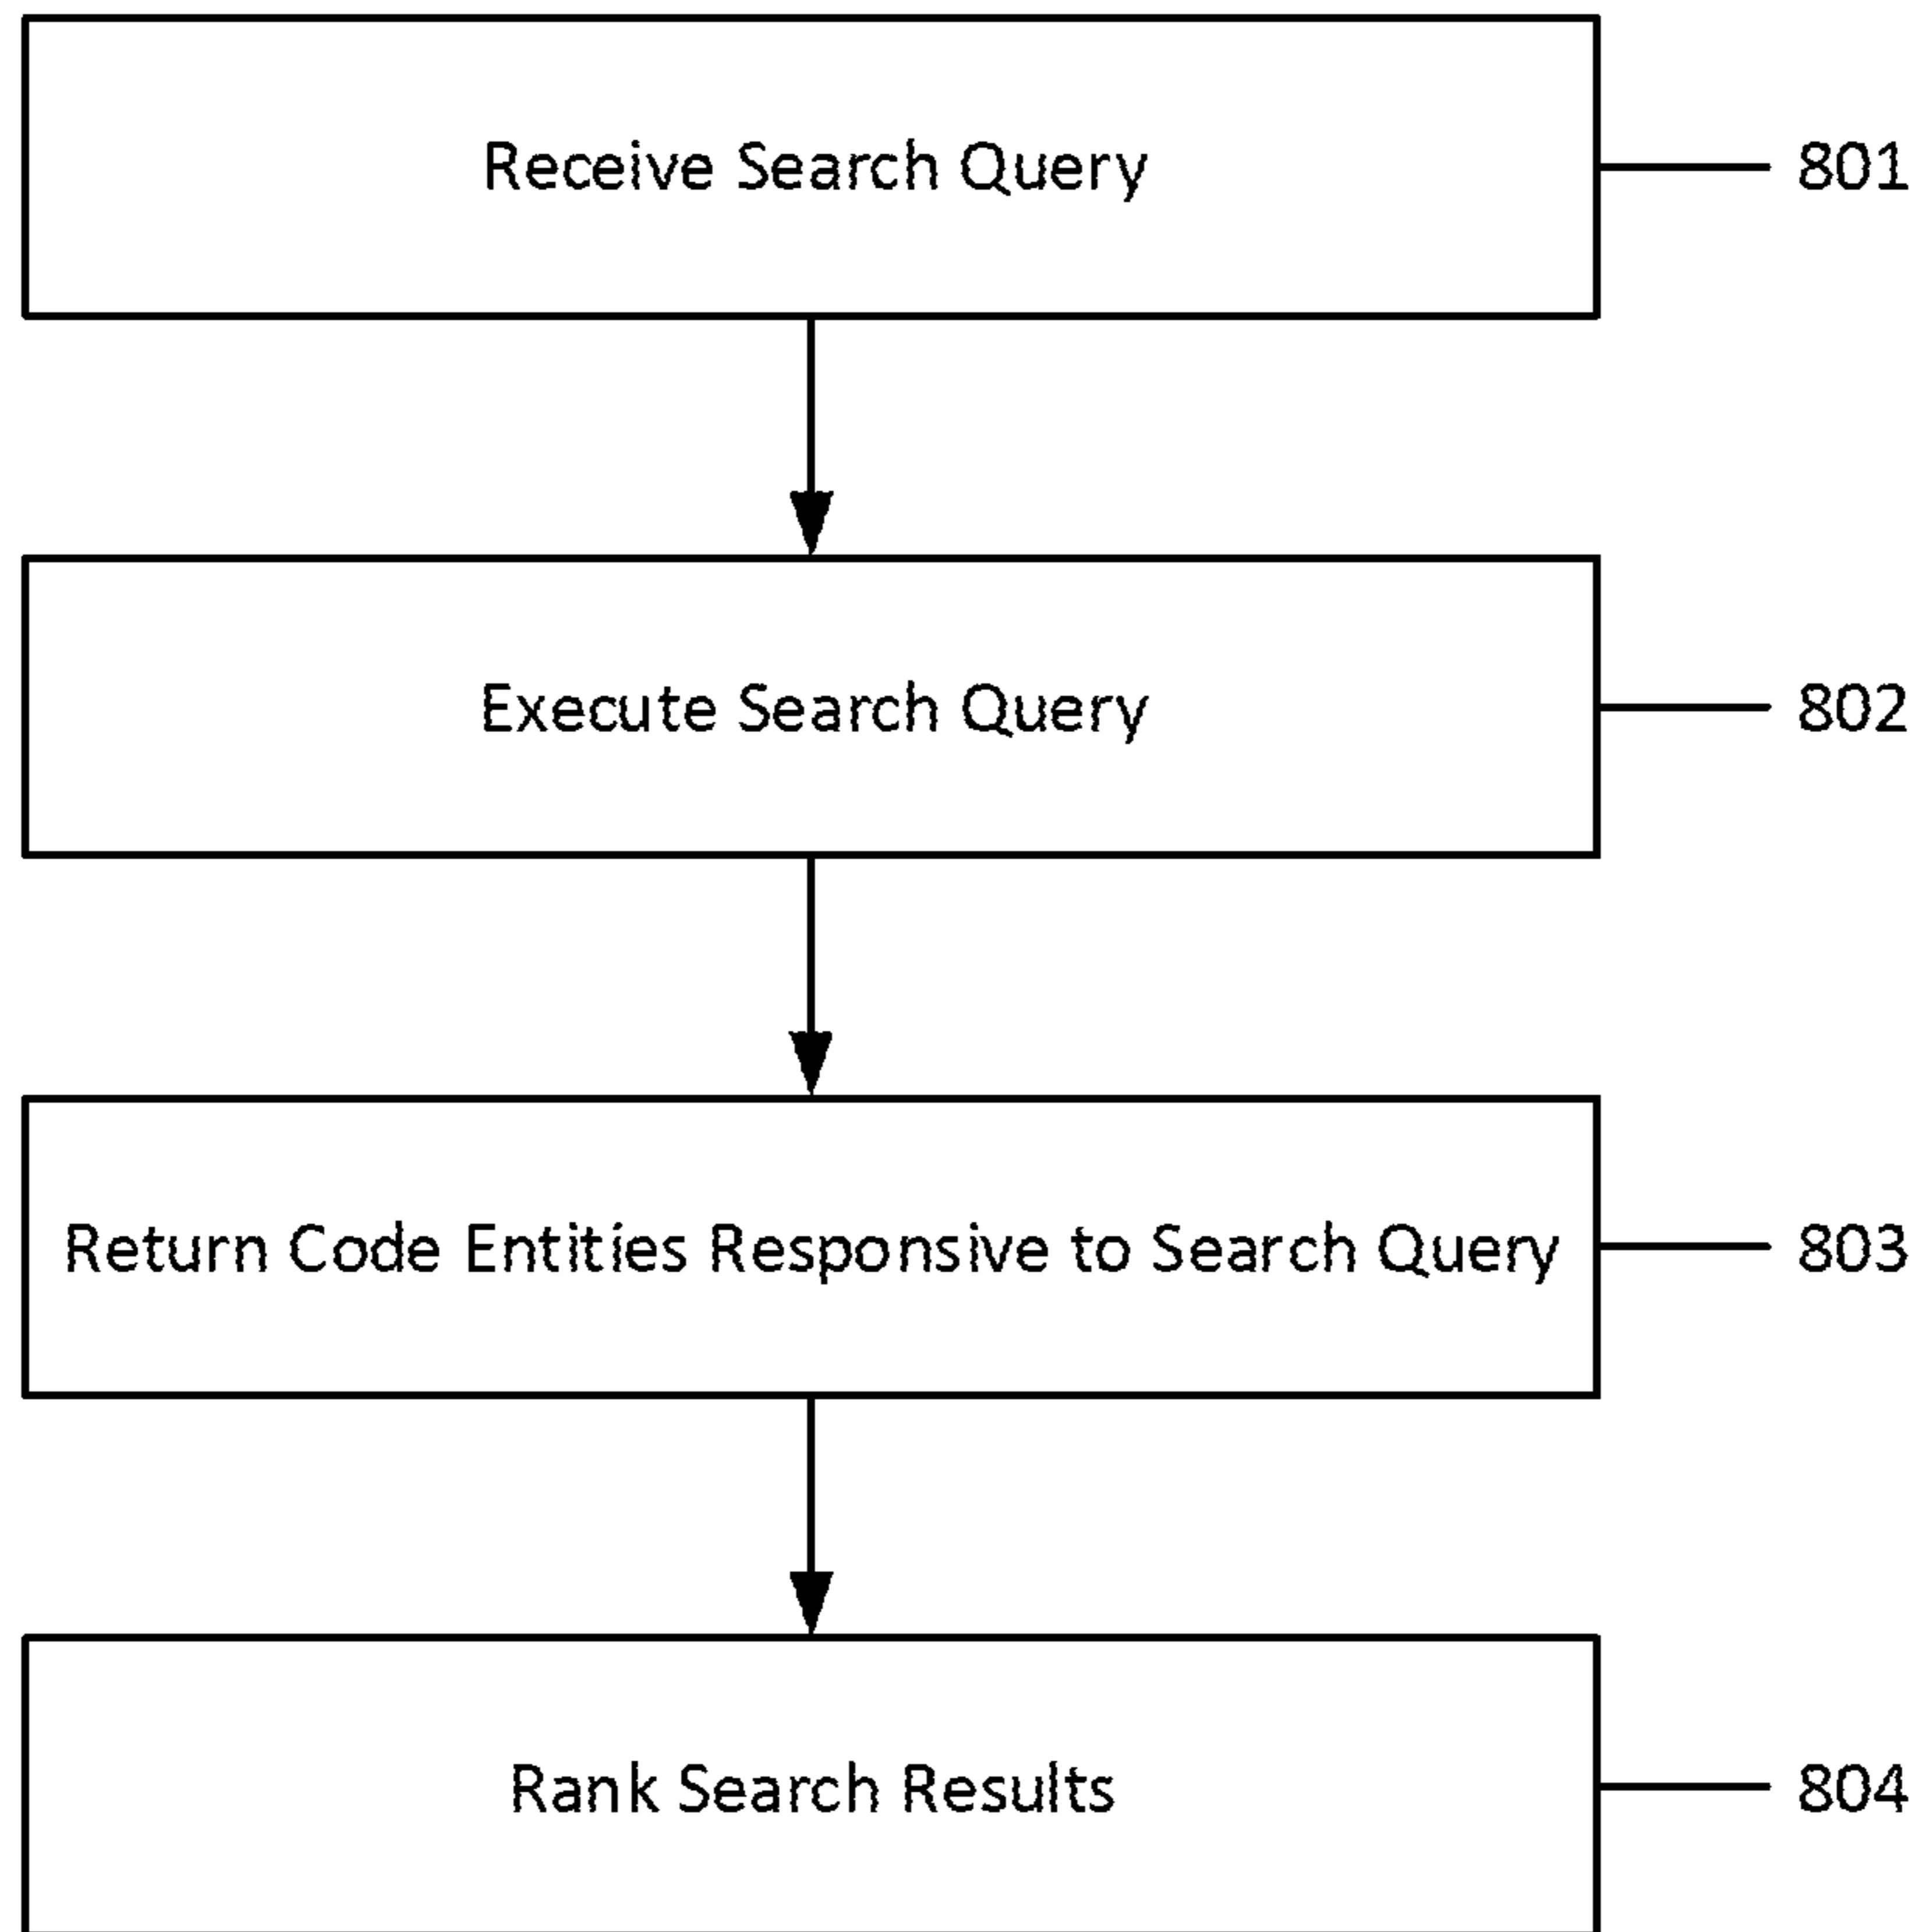 Receive Search Query
801
Execute Search Query
802
Return Code Entities Responsive to Search Query
803
Rank Search Results
804